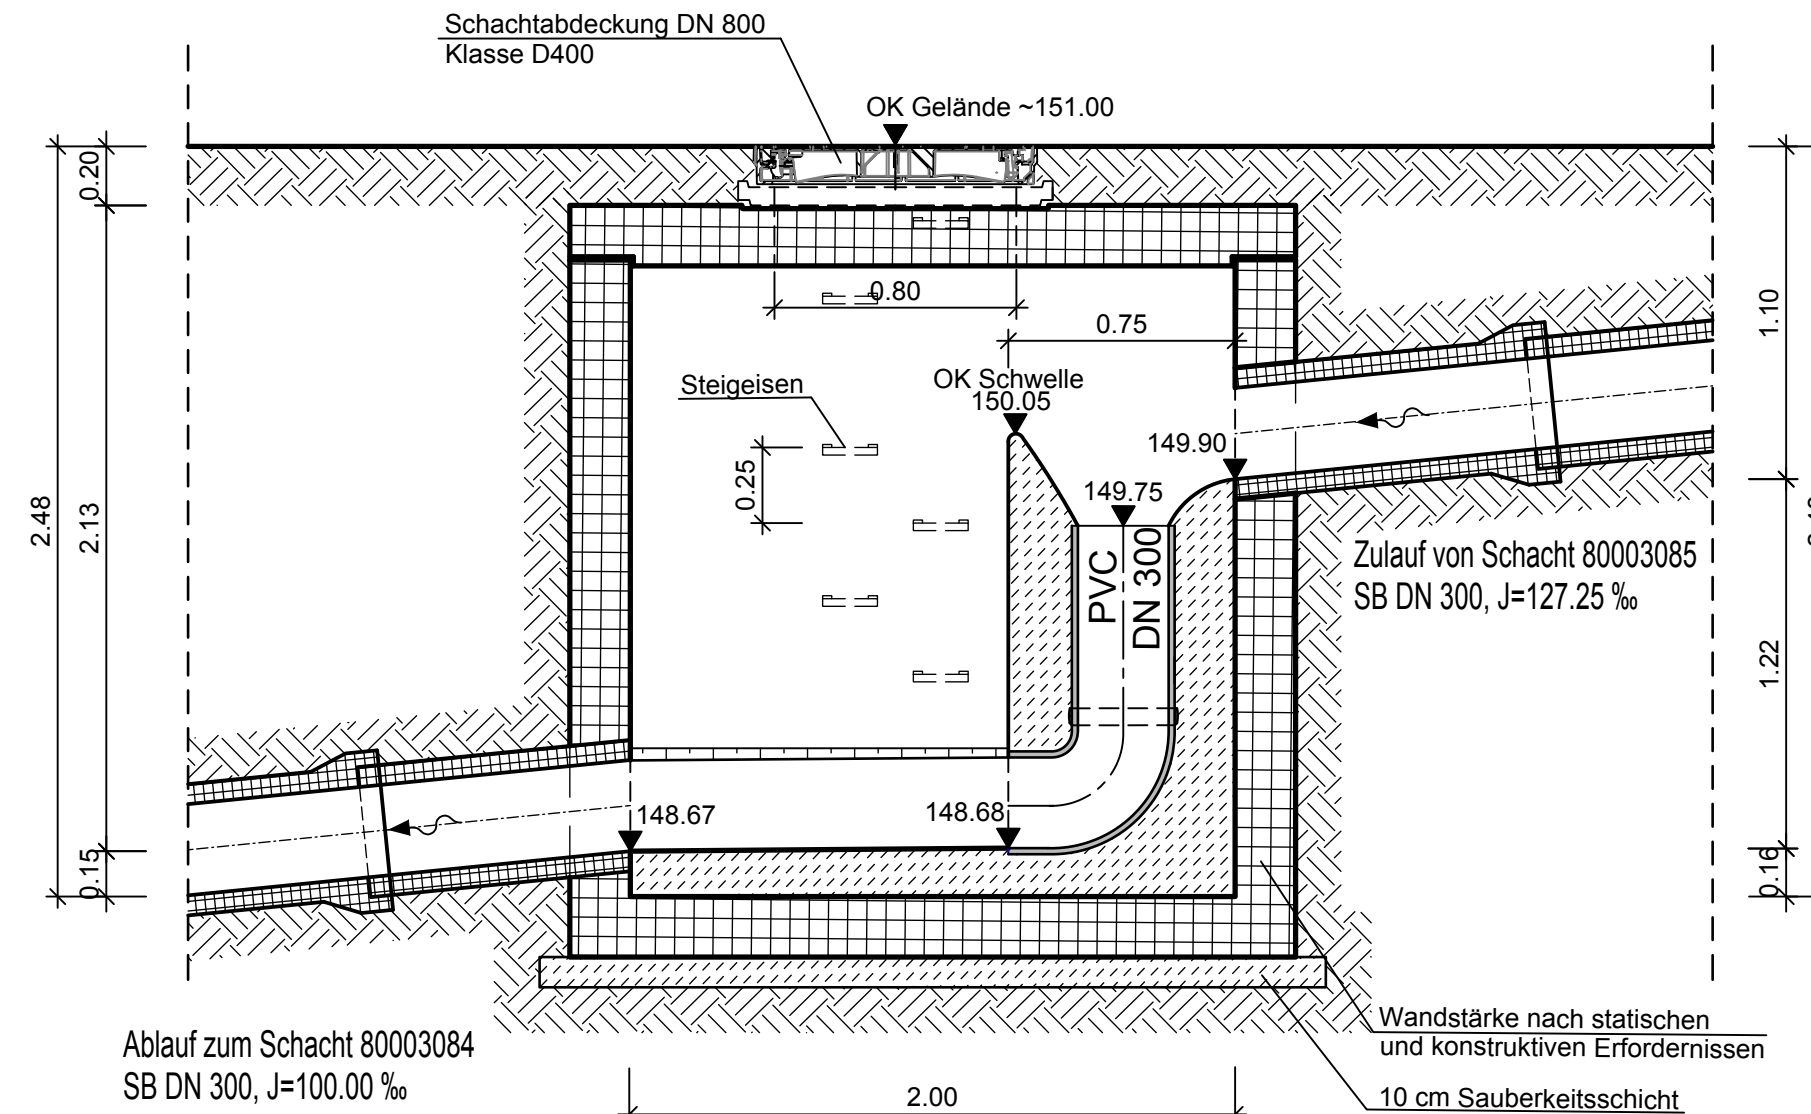 Schachtabdeckung DN 800
Klasse D400
OK Gelände ~151.00
0.20
2.48
2.13
0.15
0.80
0.75
1.10
Steigeisen
OK Schwelle
150.05
149.90
0.25
149.75
PVC
DN 300
Zulauf von Schacht 80003085
SB DN 300, J=127.25 ‰
1.22
148.67
148.68
0.16
Ablauf zum Schacht 80003084
SB DN 300, J=100.00 ‰
Wandstärke nach statischen
und konstruktiven Erfordernissen
2.00
10 cm Sauberkeitsschicht